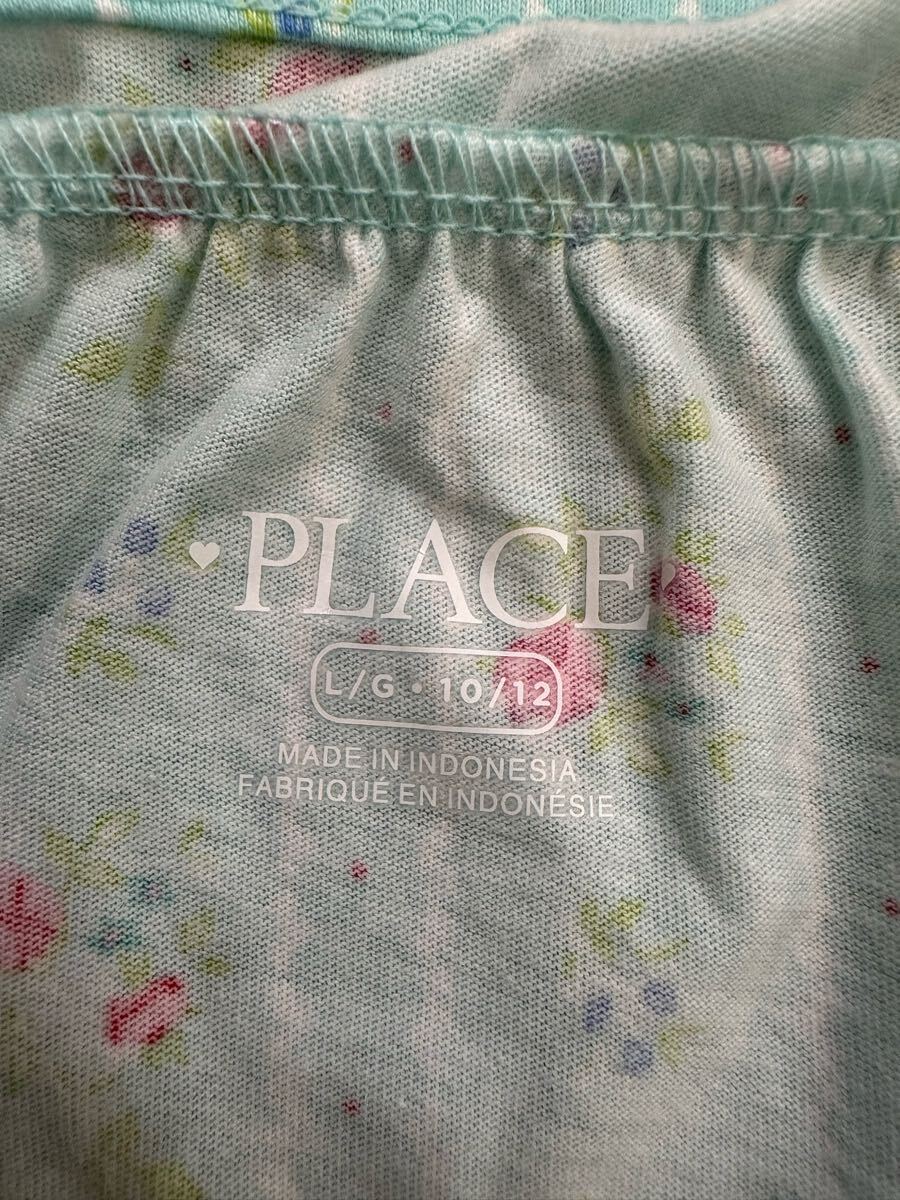 PLACE
L/G • 10/12
MADE IN INDONESIA
FABRIQUÉ EN INDONÉSIE